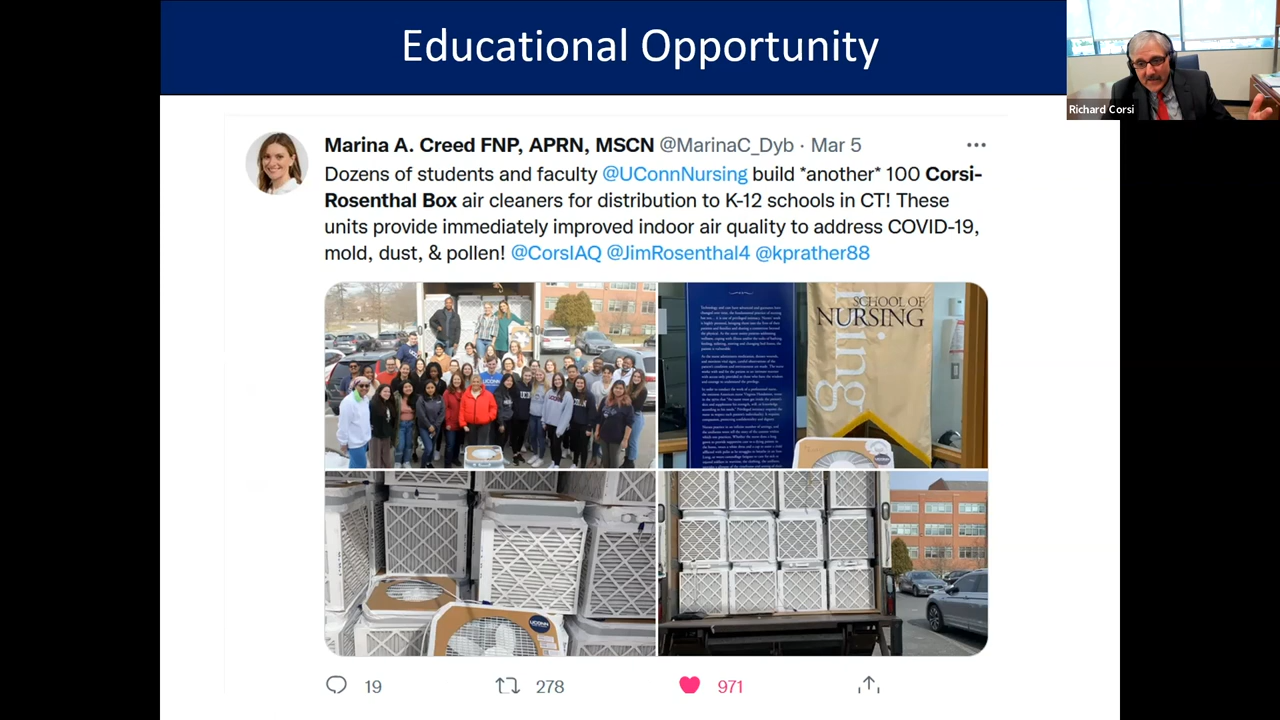 Educational Opportunity
Richard Corsi
Marina A. Creed FNP, APRN, MSCN @MarinaC_Dyb · Mar 5
Dozens of students and faculty @UConnNursing build *another* 100 Corsi-
Rosenthal Box air cleaners for distribution to K-12 schools in CT! These
units provide immediately improved indoor air quality to address COVID-19,
mold, dust, & pollen! @CorsIAQ @JimRosenthal4 @kprather88
SCHOOL OF
NURSING
UCONN
UCONN
19
278
971